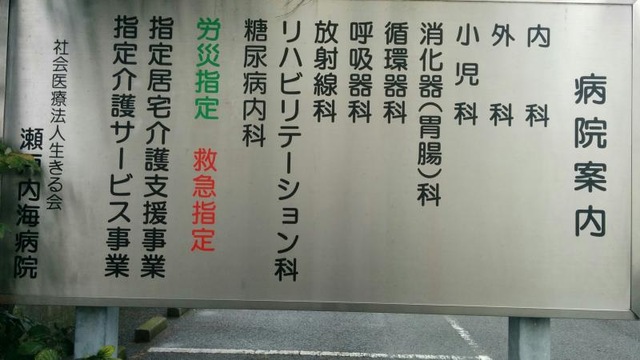 病院案内
内科
外科
小児科
消化器(胃腸)科
循環器科
呼吸器科
放射線科
リハビリテーション科
糖尿病内科
労災指定 救急指定
指定居宅介護支援事業
指定介護サービス事業
社会医療法人生きる会
瀬戸内海病院